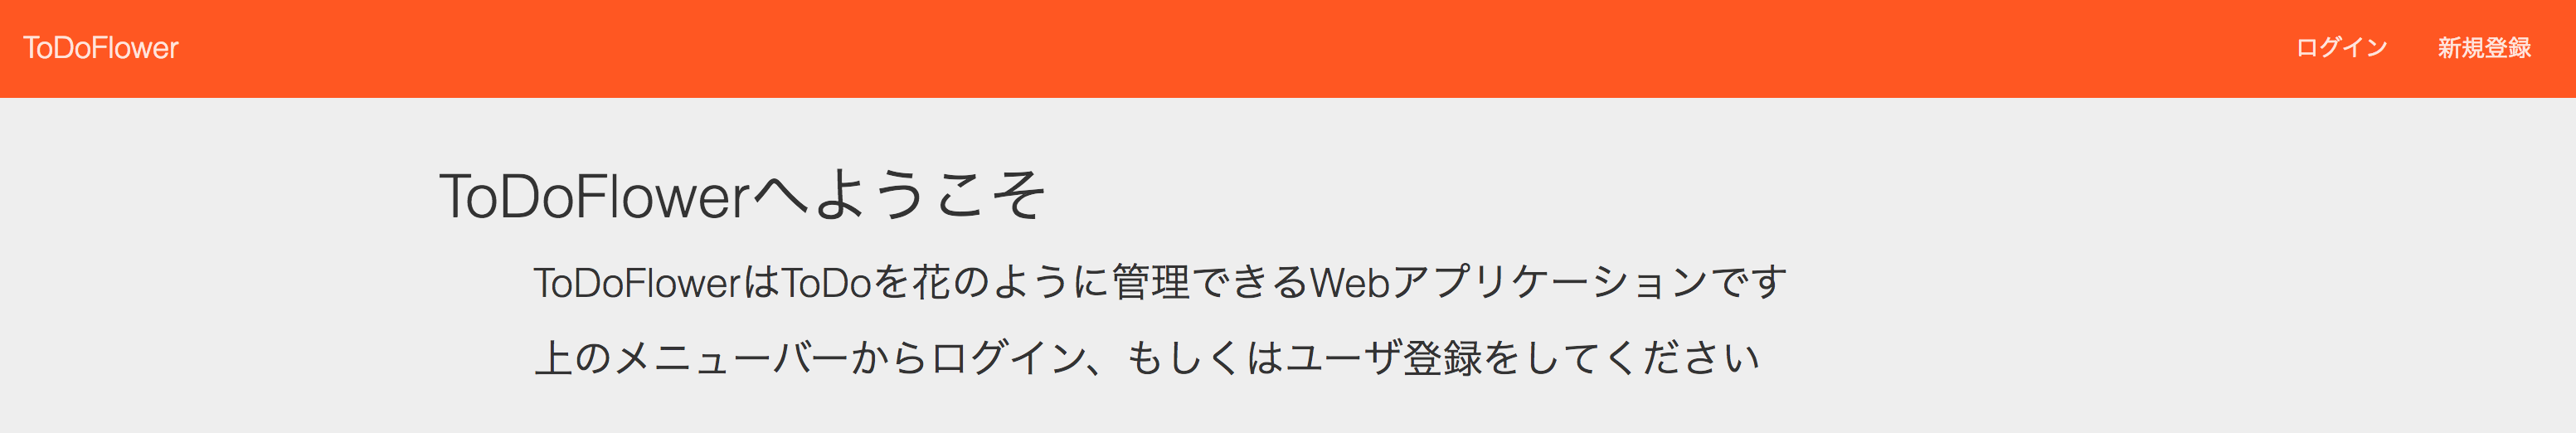 ToDoFlower ログイン 新規登録
ToDoFlowerへようこそ
ToDoFlowerはToDoを花のように管理できるWebアプリケーションです
上のメニューバーからログイン、もしくはユーザ登録をしてください